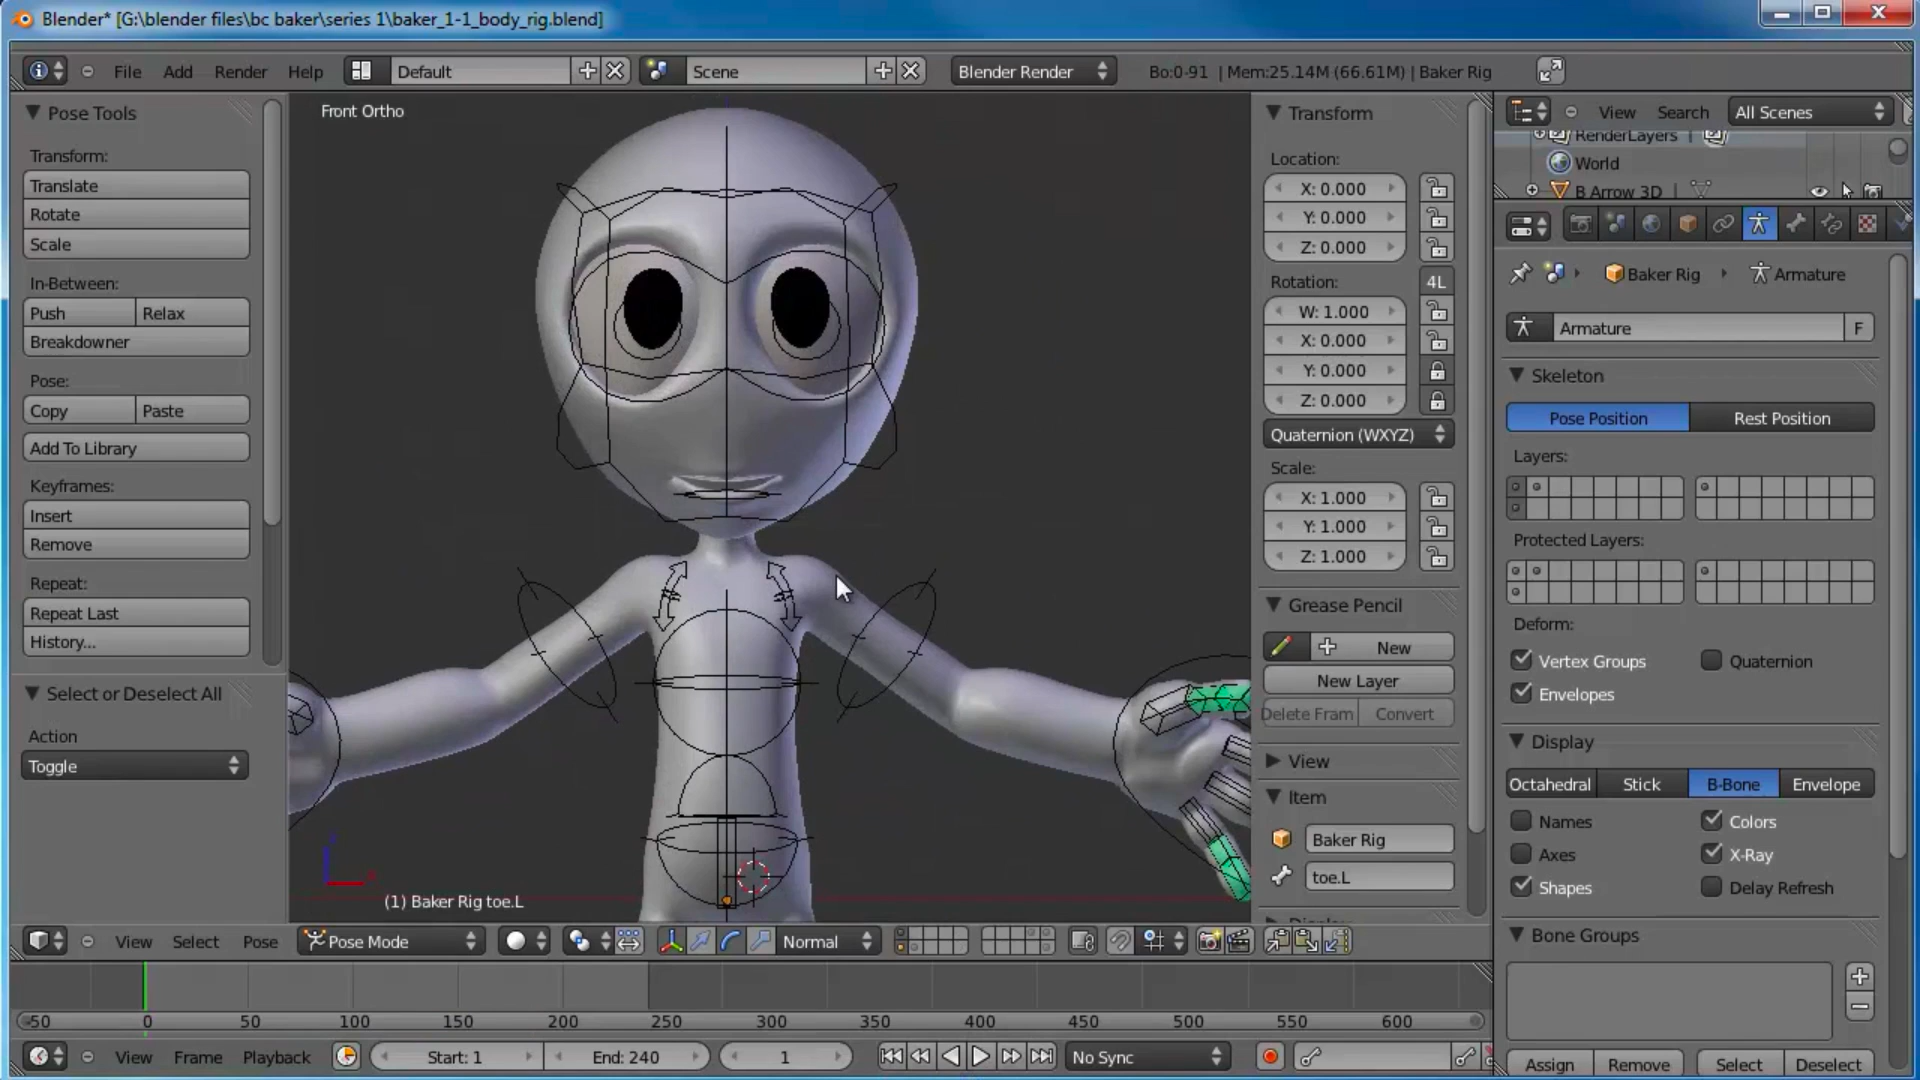 Blender* [G:\blender files\bc baker\series 1\baker_1-1_body_rig.blend]
File Add Render Help Default Scene Blender Render Bo:0-91 | Mem:25.14M (66.61M) | Baker Rig
Pose Tools
Transform:
Translate
Rotate
Scale
In-Between:
Push Relax
Breakdowner
Pose:
Copy Paste
Add To Library
Keyframes:
Insert
Remove
Repeat:
Repeat Last
History...
Select or Deselect All
Action
Toggle
Front Ortho
(1) Baker Rig toe.L
Transform
Location:
X: 0.000
Y: 0.000
Z: 0.000
Rotation: 4L
W: 1.000
X: 0.000
Y: 0.000
Z: 0.000
Quaternion (WXYZ)
Scale:
X: 1.000
Y: 1.000
Z: 1.000
Grease Pencil
New
New Layer
Delete Fram Convert
View
Item
Baker Rig
toe.L
View Search All Scenes
RenderLayers
World
B Arrow 3D
Baker Rig Armature
Armature F
Skeleton
Pose Position Rest Position
Layers:
Protected Layers:
Deform:
Vertex Groups Quaternion
Envelopes
Display
Octahedral Stick B-Bone Envelope
Names Colors
Axes X-Ray
Shapes Delay Refresh
Bone Groups
Assign Remove Select Deselect
View Select Pose Pose Mode Normal
-50 0 50 100 150 200 250 300 350 400 450 500 550 600
View Frame Playback Start: 1 End: 240 1 No Sync